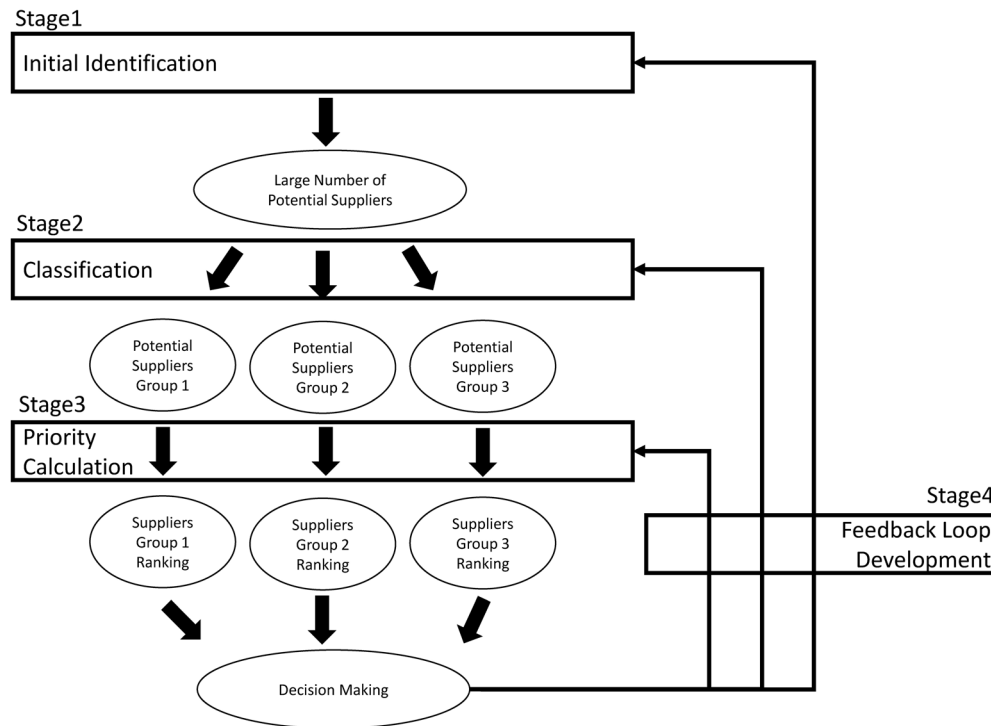 Stage1
Initial Identification
Large Number of
Potential Suppliers
Stage2
Classification
Potential
Suppliers
Group 1
Potential
Suppliers
Group 2
Potential
Suppliers
Group 3
Stage3
Priority
Calculation
Suppliers
Group 1
Ranking
Suppliers
Group 2
Ranking
Suppliers
Group 3
Ranking
Stage4
Feedback Loop
Development
Decision Making